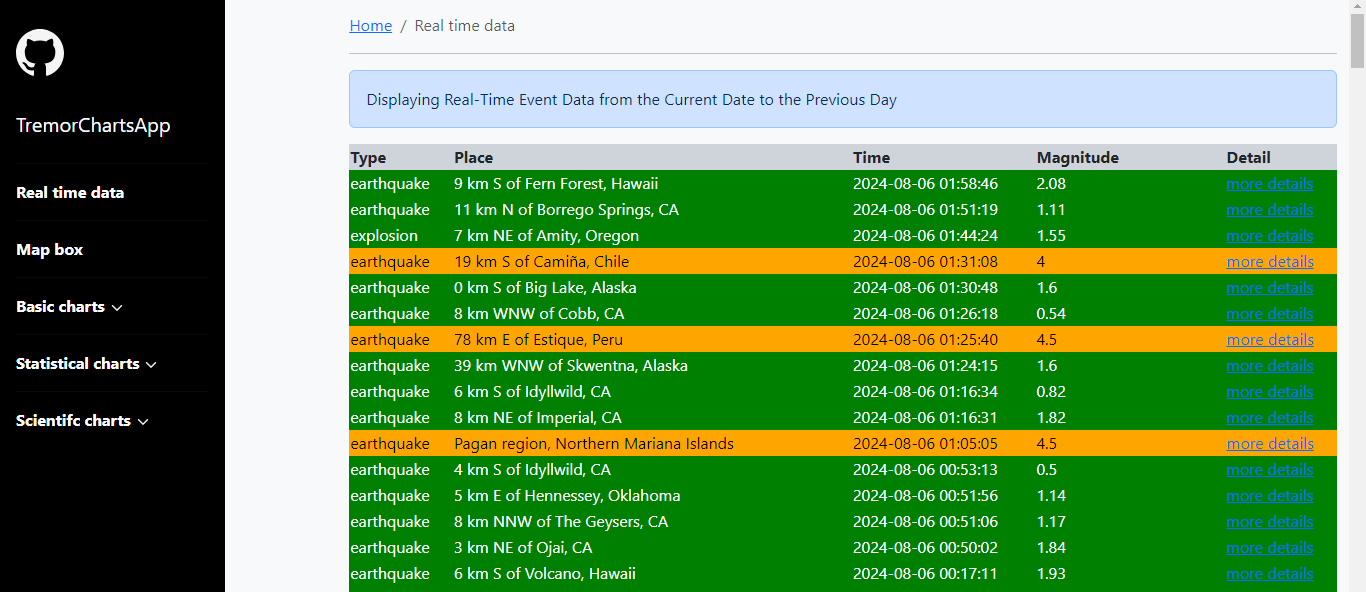 Home / Real time data
TremorChartsApp
Real time data
Map box
Basic charts
Statistical charts
Scientifc charts
Displaying Real-Time Event Data from the Current Date to the Previous Day
Type Place Time Magnitude Detail
earthquake 9 km S of Fern Forest, Hawaii 2024-08-06 01:58:46 2.08 more details
earthquake 11 km N of Borrego Springs, CA 2024-08-06 01:51:19 1.11 more details
explosion 7 km NE of Amity, Oregon 2024-08-06 01:44:24 1.55 more details
earthquake 19 km S of Camiña, Chile 2024-08-06 01:31:08 4 more details
earthquake 0 km S of Big Lake, Alaska 2024-08-06 01:30:48 1.6 more details
earthquake 8 km WNW of Cobb, CA 2024-08-06 01:26:18 0.54 more details
earthquake 78 km E of Estique, Peru 2024-08-06 01:25:40 4.5 more details
earthquake 39 km WNW of Skwentna, Alaska 2024-08-06 01:24:15 1.6 more details
earthquake 6 km S of Idyllwild, CA 2024-08-06 01:16:34 0.82 more details
earthquake 8 km NE of Imperial, CA 2024-08-06 01:16:31 1.82 more details
earthquake Pagan region, Northern Mariana Islands 2024-08-06 01:05:05 4.5 more details
earthquake 4 km S of Idyllwild, CA 2024-08-06 00:53:13 0.5 more details
earthquake 5 km E of Hennessey, Oklahoma 2024-08-06 00:51:56 1.14 more details
earthquake 8 km NNW of The Geysers, CA 2024-08-06 00:51:06 1.17 more details
earthquake 3 km NE of Ojai, CA 2024-08-06 00:50:02 1.84 more details
earthquake 6 km S of Volcano, Hawaii 2024-08-06 00:17:11 1.93 more details